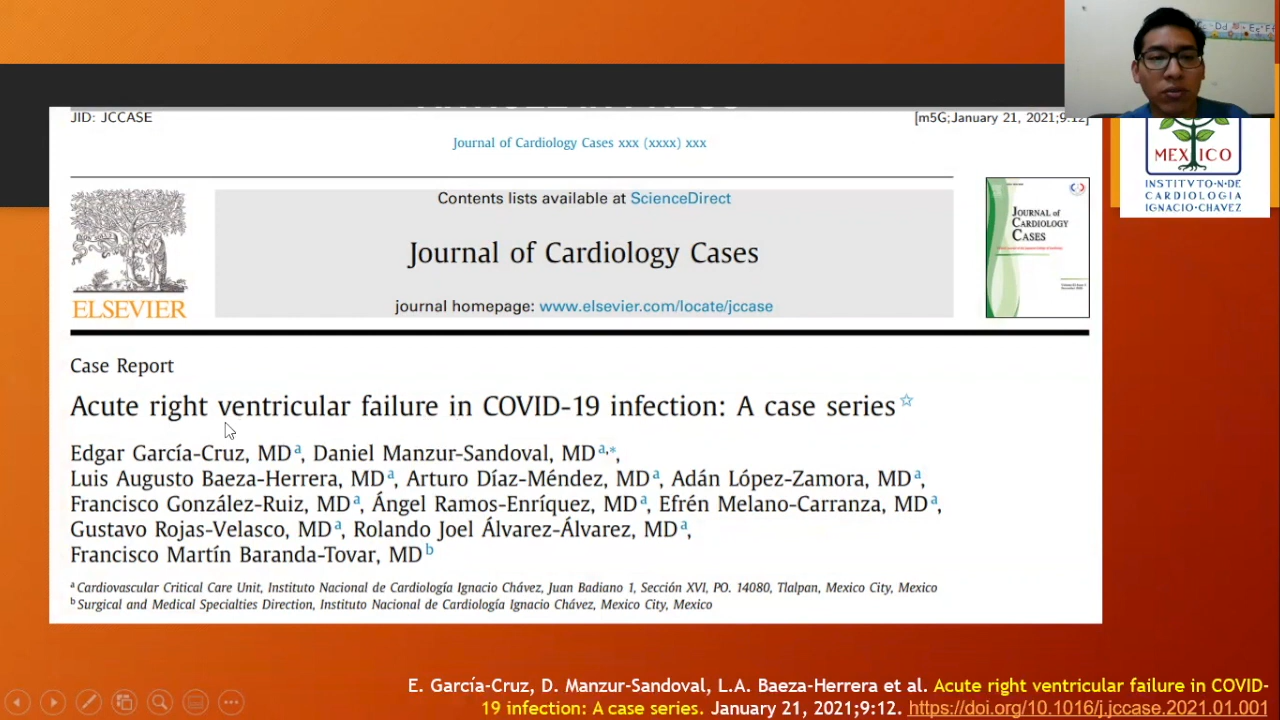 JID: JCCASE
[m5G;January 21, 2021;9:12]
Journal of Cardiology Cases xxx (xxxx) xxx
Contents lists available at ScienceDirect
Journal of Cardiology Cases
journal homepage: www.elsevier.com/locate/jccase
ELSEVIER
JOURNAL of
CARDIOLOGY
CASES
MEXICO
INSTITVTO·N·DE
CARDIOLOGIA
IGNACIO·CHAVEZ
Case Report
Acute right ventricular failure in COVID-19 infection: A case series☆
Edgar García-Cruz, MD a, Daniel Manzur-Sandoval, MD a,*,
Luis Augusto Baeza-Herrera, MD a, Arturo Díaz-Méndez, MD a, Adán López-Zamora, MD a,
Francisco González-Ruiz, MD a, Ángel Ramos-Enríquez, MD a, Efrén Melano-Carranza, MD a,
Gustavo Rojas-Velasco, MD a, Rolando Joel Álvarez-Álvarez, MD a,
Francisco Martín Baranda-Tovar, MD b
a Cardiovascular Critical Care Unit, Instituto Nacional de Cardiología Ignacio Chávez, Juan Badiano 1, Sección XVI, PO. 14080, Tlalpan, Mexico City, Mexico
b Surgical and Medical Specialties Direction, Instituto Nacional de Cardiología Ignacio Chávez, Mexico City, Mexico
E. García-Cruz, D. Manzur-Sandoval, L.A. Baeza-Herrera et al. Acute right ventricular failure in COVID-
19 infection: A case series. January 21, 2021;9:12. https://doi.org/10.1016/j.jccase.2021.01.001